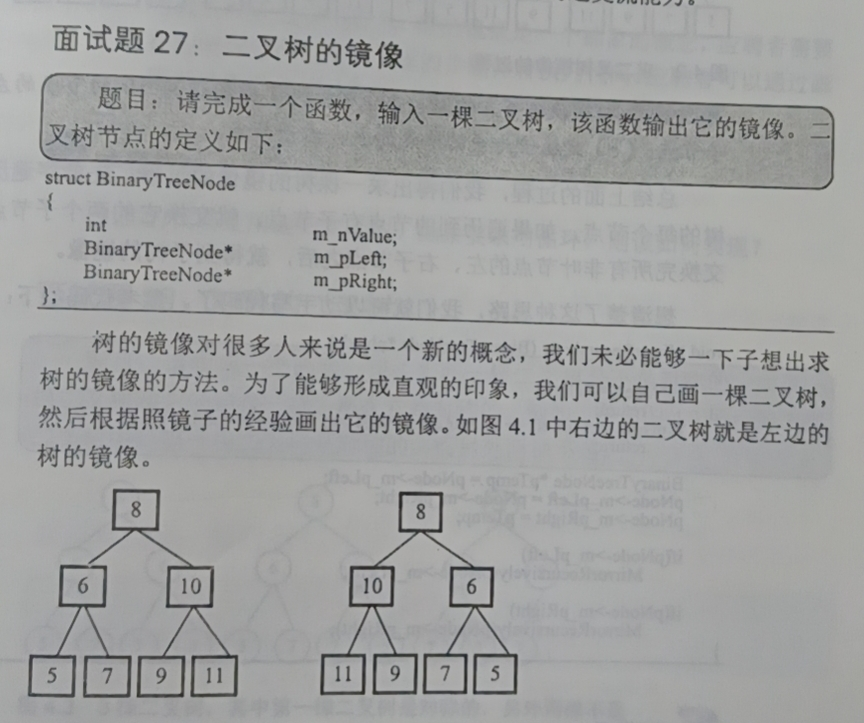 面试题 27：二叉树的镜像
题目：请完成一个函数，输入一棵二叉树，该函数输出它的镜像。二
叉树节点的定义如下：
struct BinaryTreeNode
{
int m_nValue;
BinaryTreeNode* m_pLeft;
BinaryTreeNode* m_pRight;
};
树的镜像对很多人来说是一个新的概念，我们未必能够一下子想出求
树的镜像的方法。为了能够形成直观的印象，我们可以自己画一棵二叉树，
然后根据照镜子的经验画出它的镜像。如图 4.1 中右边的二叉树就是左边的
树的镜像。
8 8
6 10 10 6
5 7 9 11 11 9 7 5